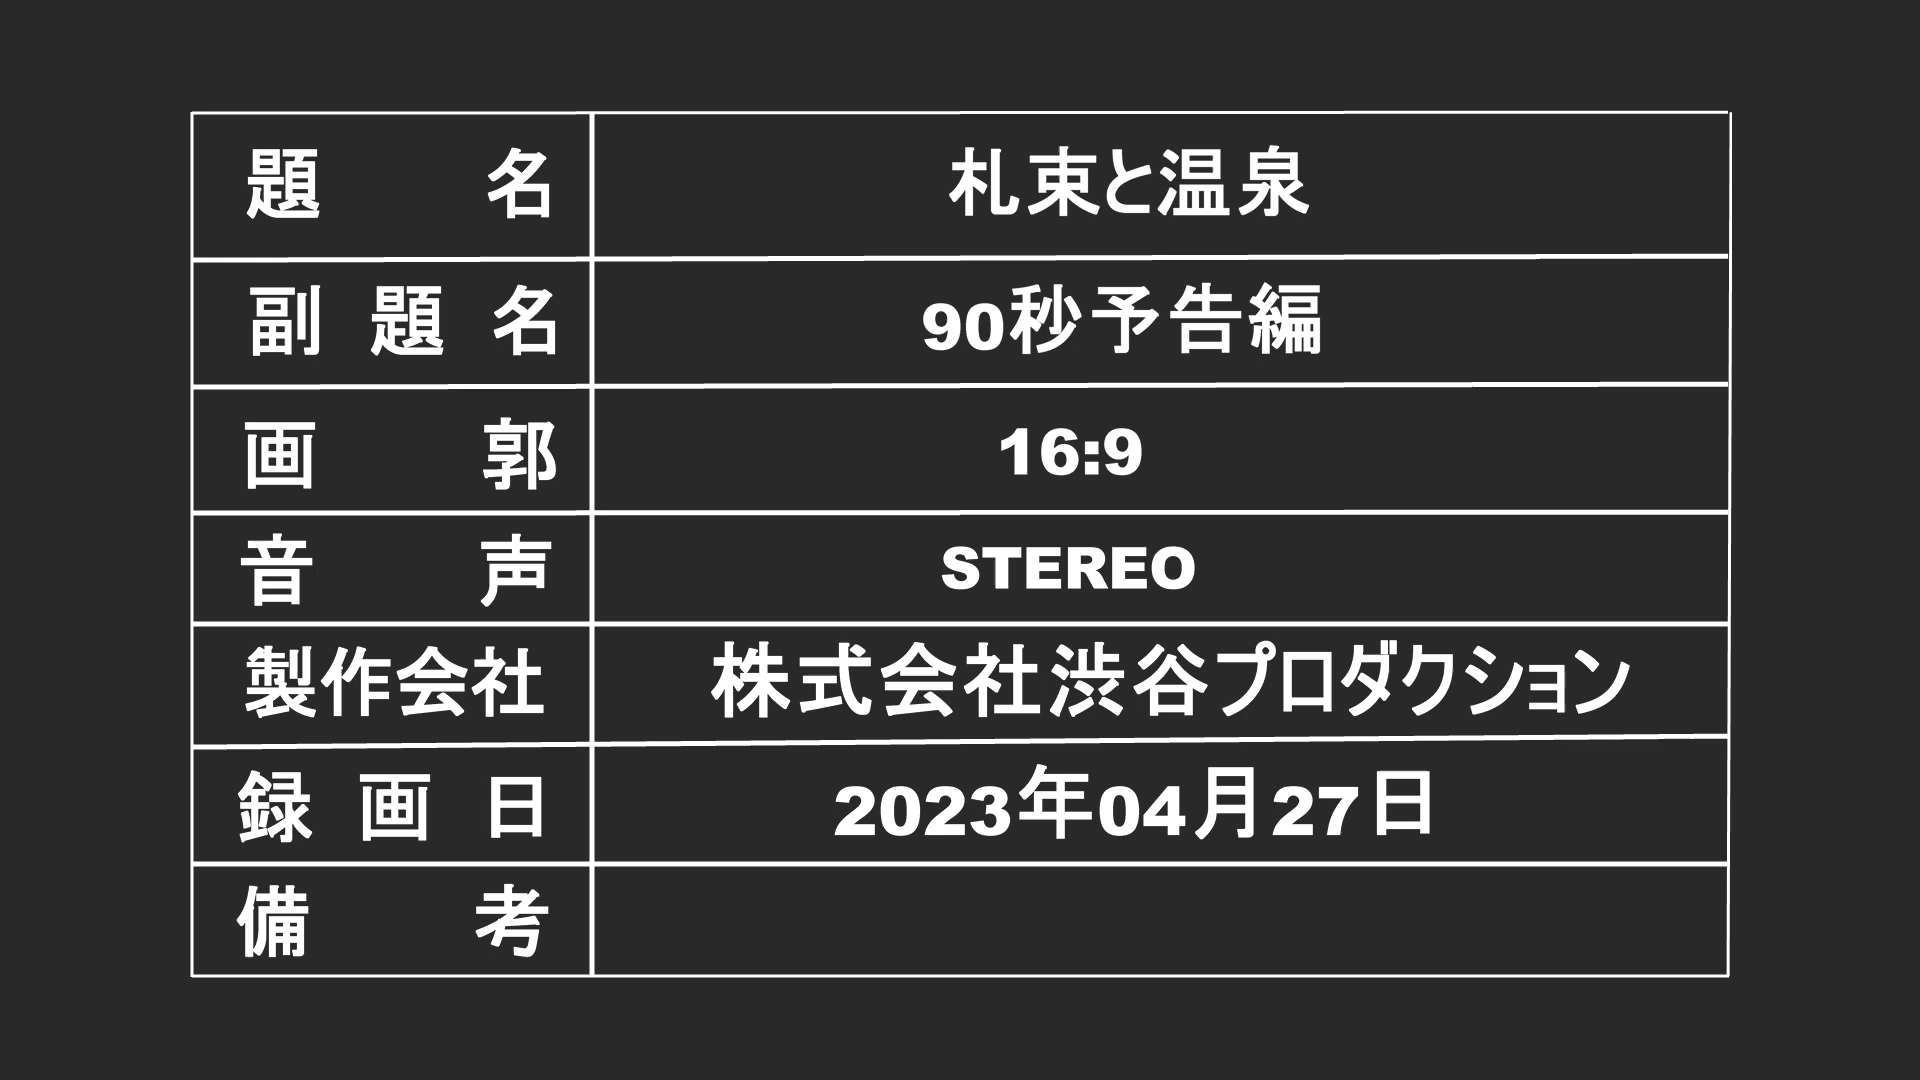 題名 札束と温泉
副題名 90秒予告編
画郭 16:9
音声 STEREO
製作会社 株式会社渋谷プロダクション
録画日 2023年04月27日
備考